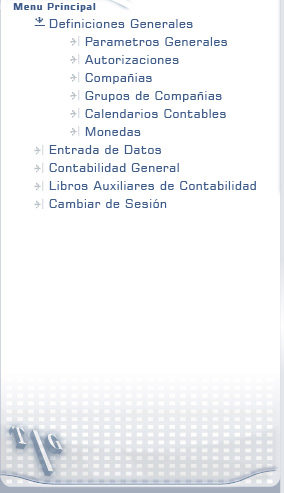 Menu Principal
Definiciones Generales
Parametros Generales
Autorizaciones
Compañias
Grupos de Compañias
Calendarios Contables
Monedas
Entrada de Datos
Contabilidad General
Libros Auxiliares de Contabilidad
Cambiar de Sesión
T/G